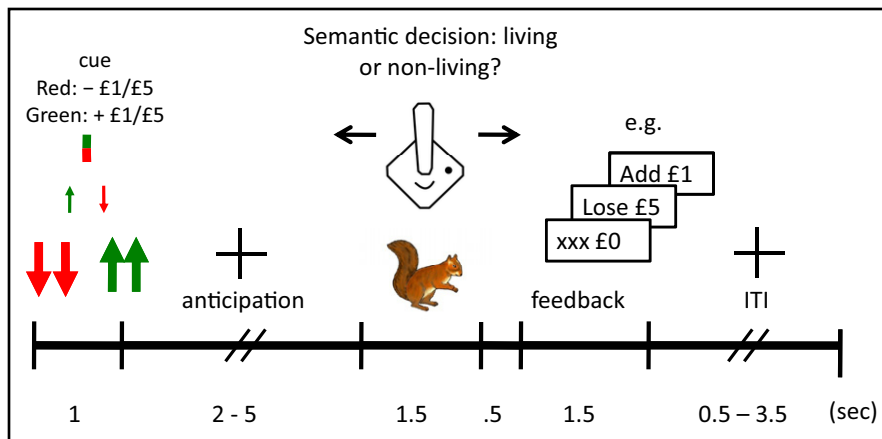 Semantic decision: living
or non-living?
cue
Red: – £1/£5
Green: + £1/£5
e.g.
Add £1
Lose £5
xxx £0
anticipation
feedback
ITI
1
2 - 5
1.5
.5
1.5
0.5 – 3.5
(sec)